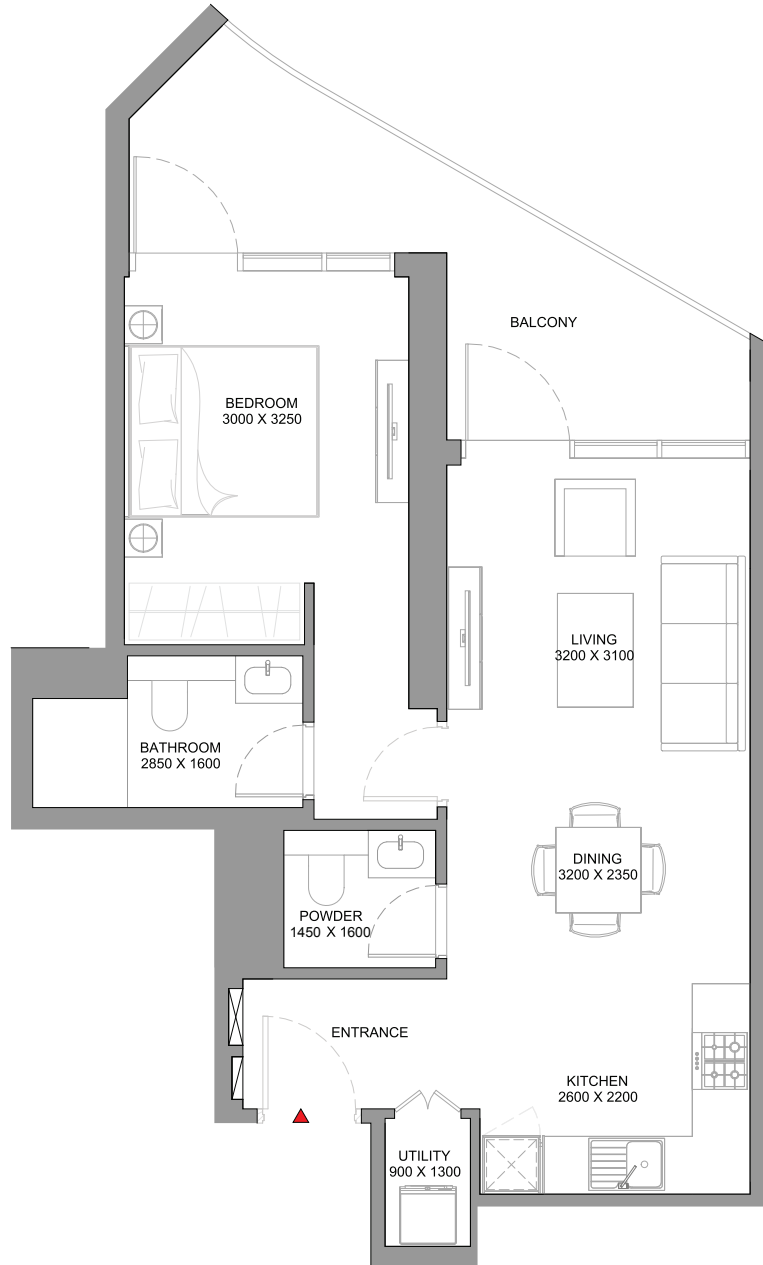 BALCONY
BEDROOM
3000 X 3250
LIVING
3200 X 3100
BATHROOM
2850 X 1600
DINING
3200 X 2350
POWDER
1450 X 1600
ENTRANCE
KITCHEN
2600 X 2200
UTILITY
900 X 1300